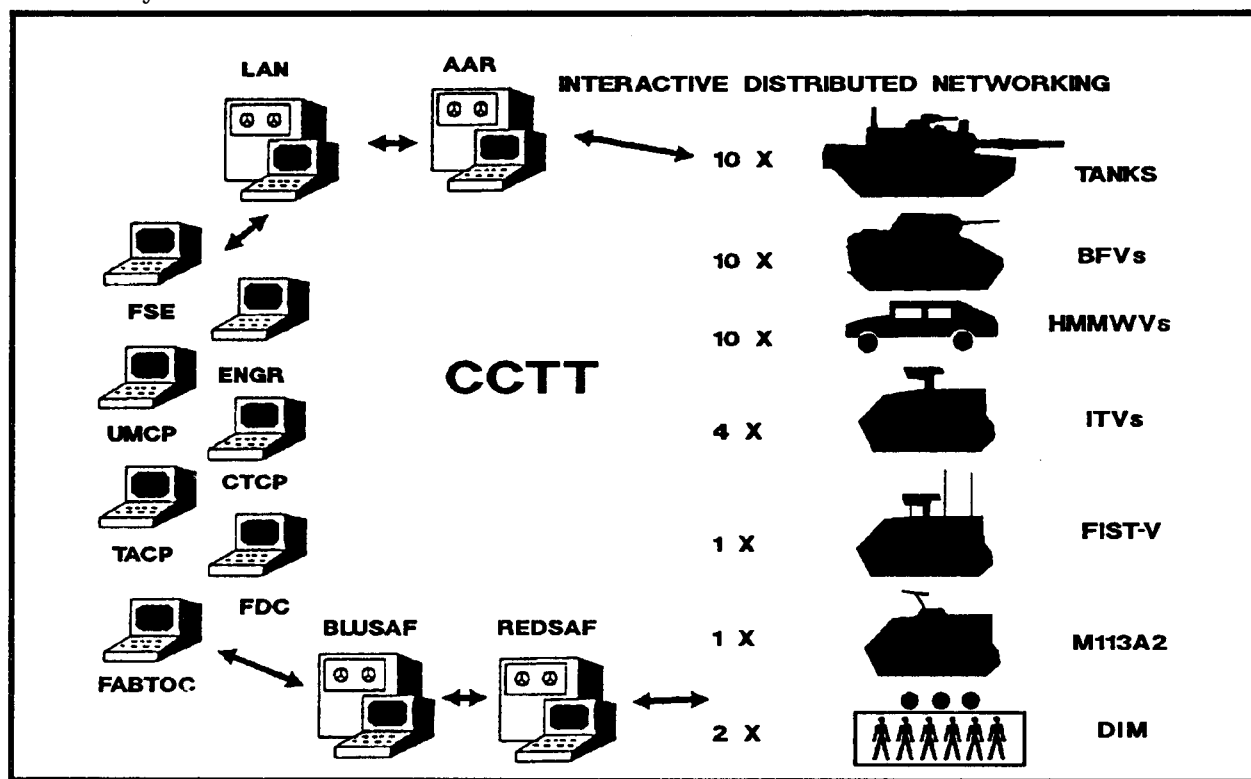 LAN
AAR
INTERACTIVE DISTRIBUTED NETWORKING
10 X
TANKS
FSE
10 X
BFVs
ENGR
10 X
HMMWVs
CCTT
UMCP
4 X
ITVs
CTCP
TACP
1 X
FIST-V
FDC
FABTOC
BLUSAF
REDSAF
1 X
M113A2
2 X
DIM